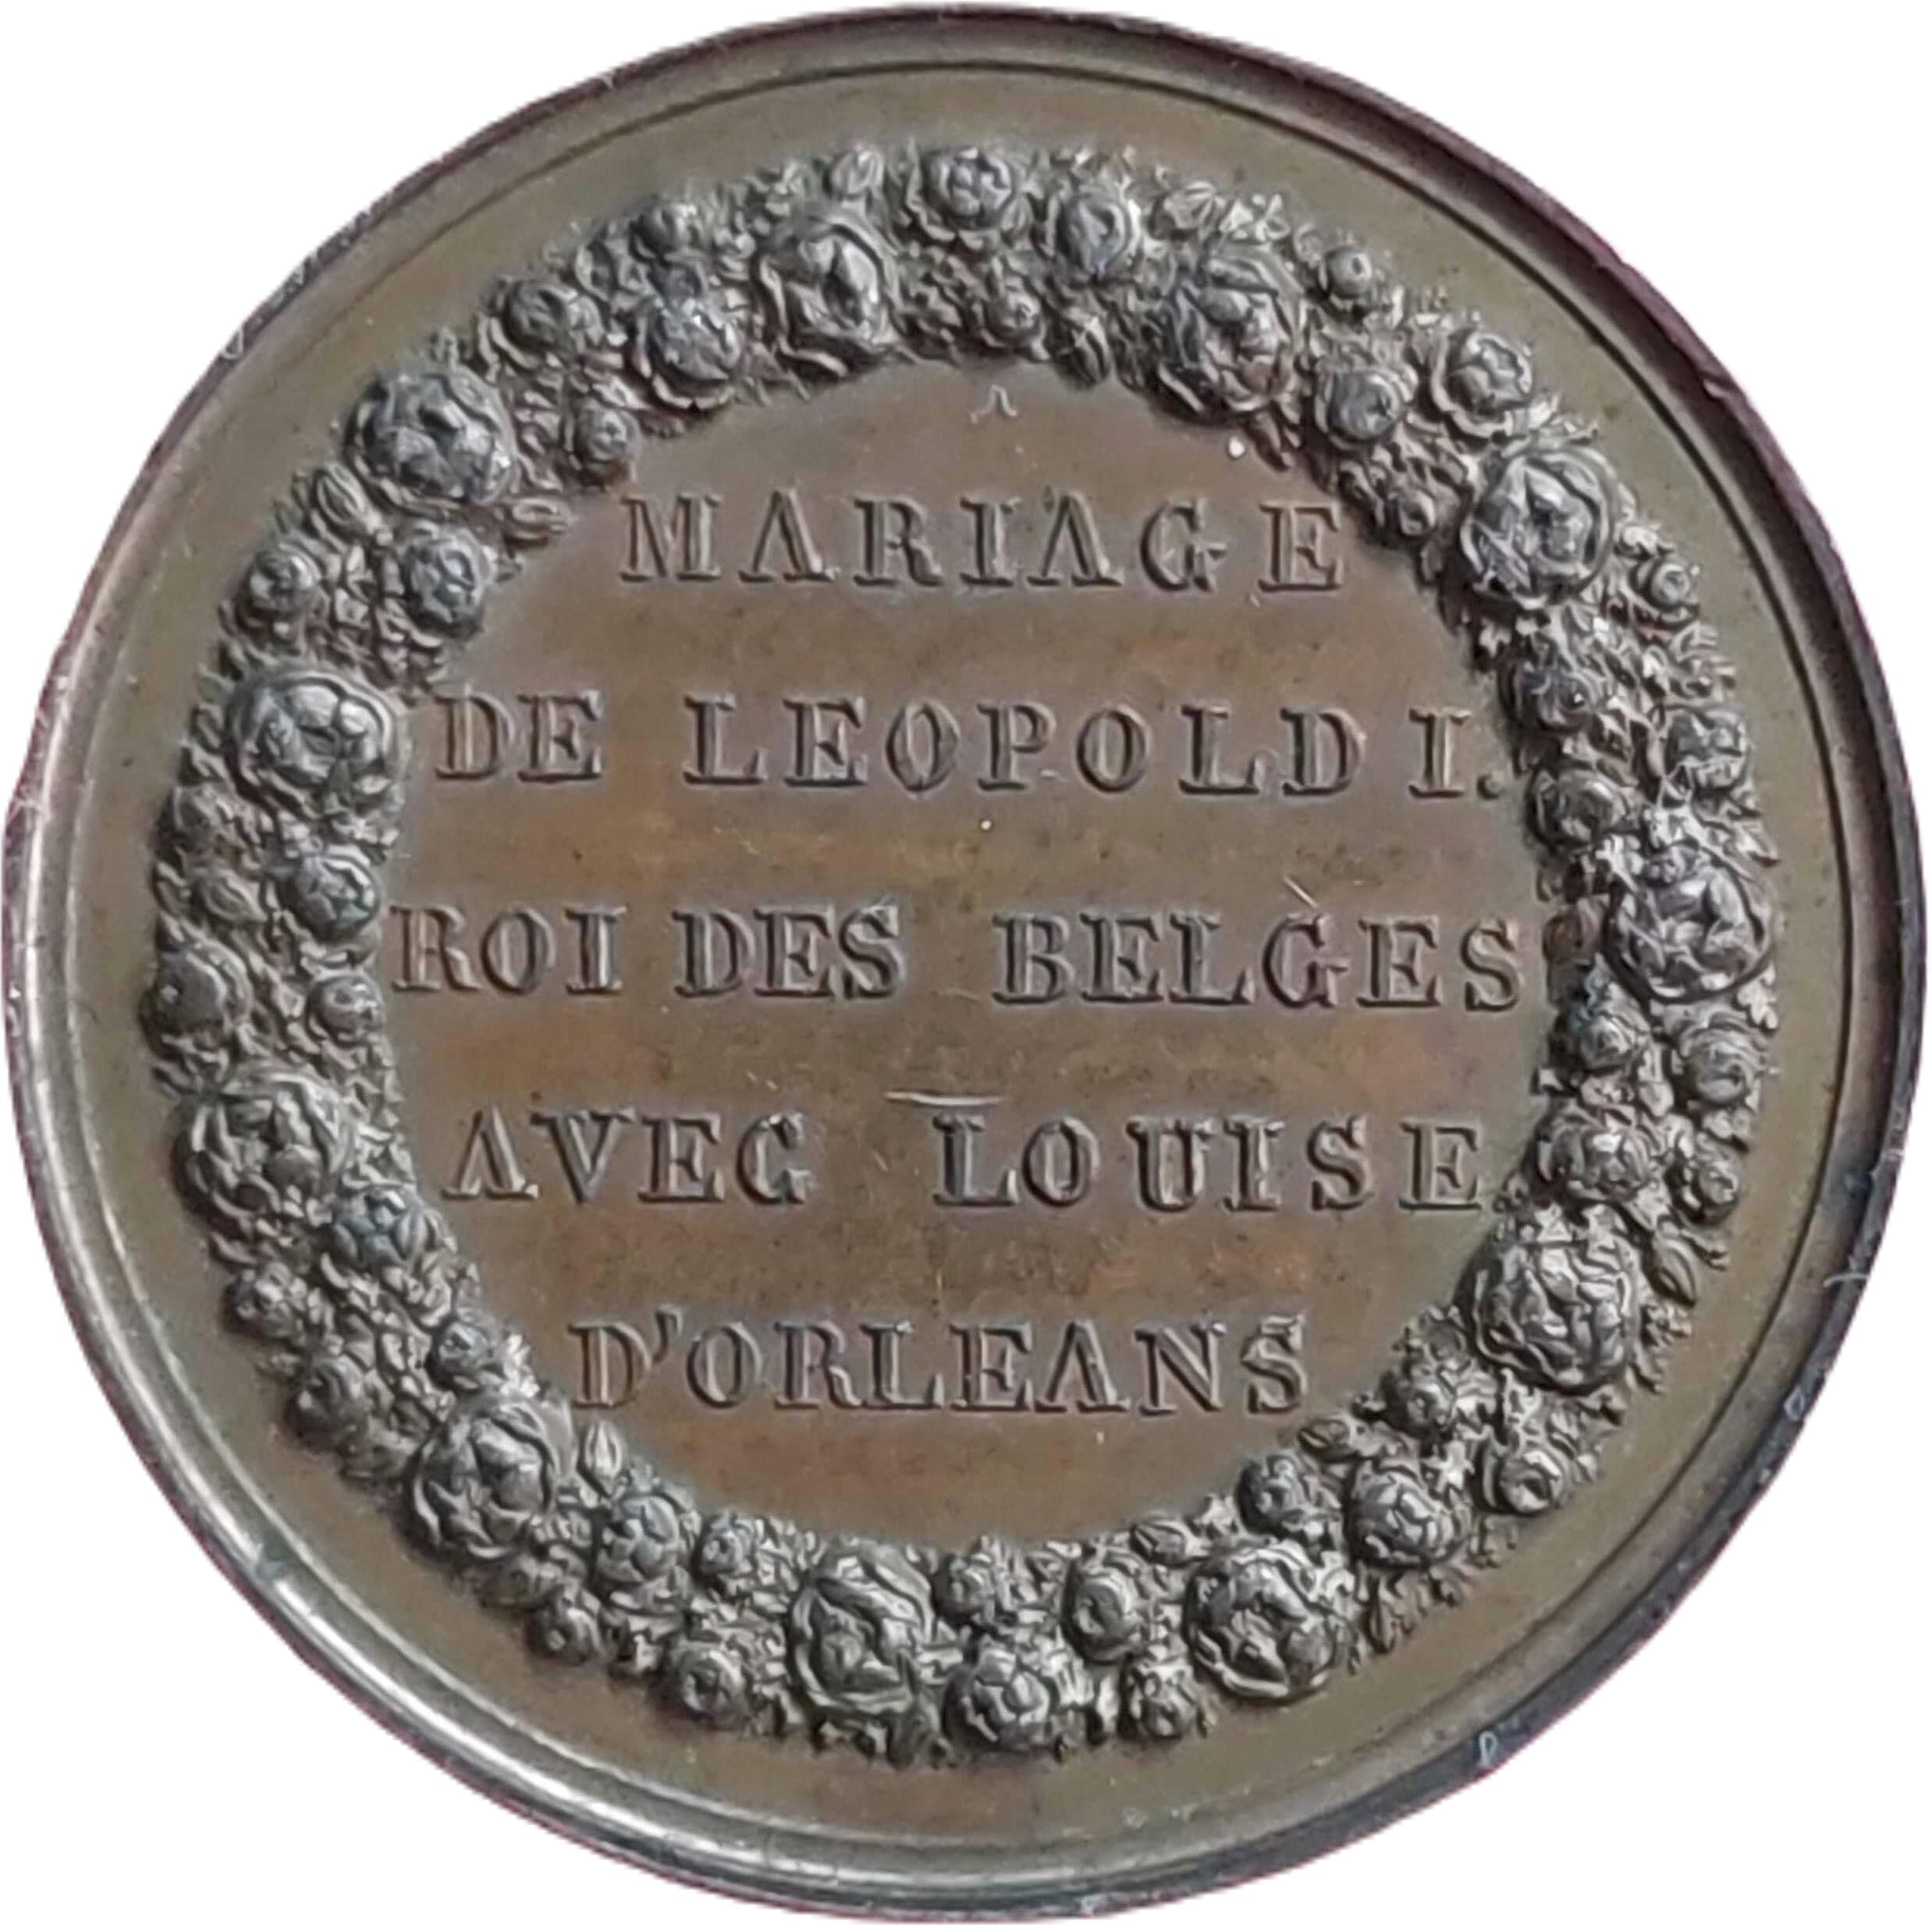 MARIAGE
DE LEOPOLD I.
ROI DES BELGES
AVEC LOUISE
D'ORLEANS